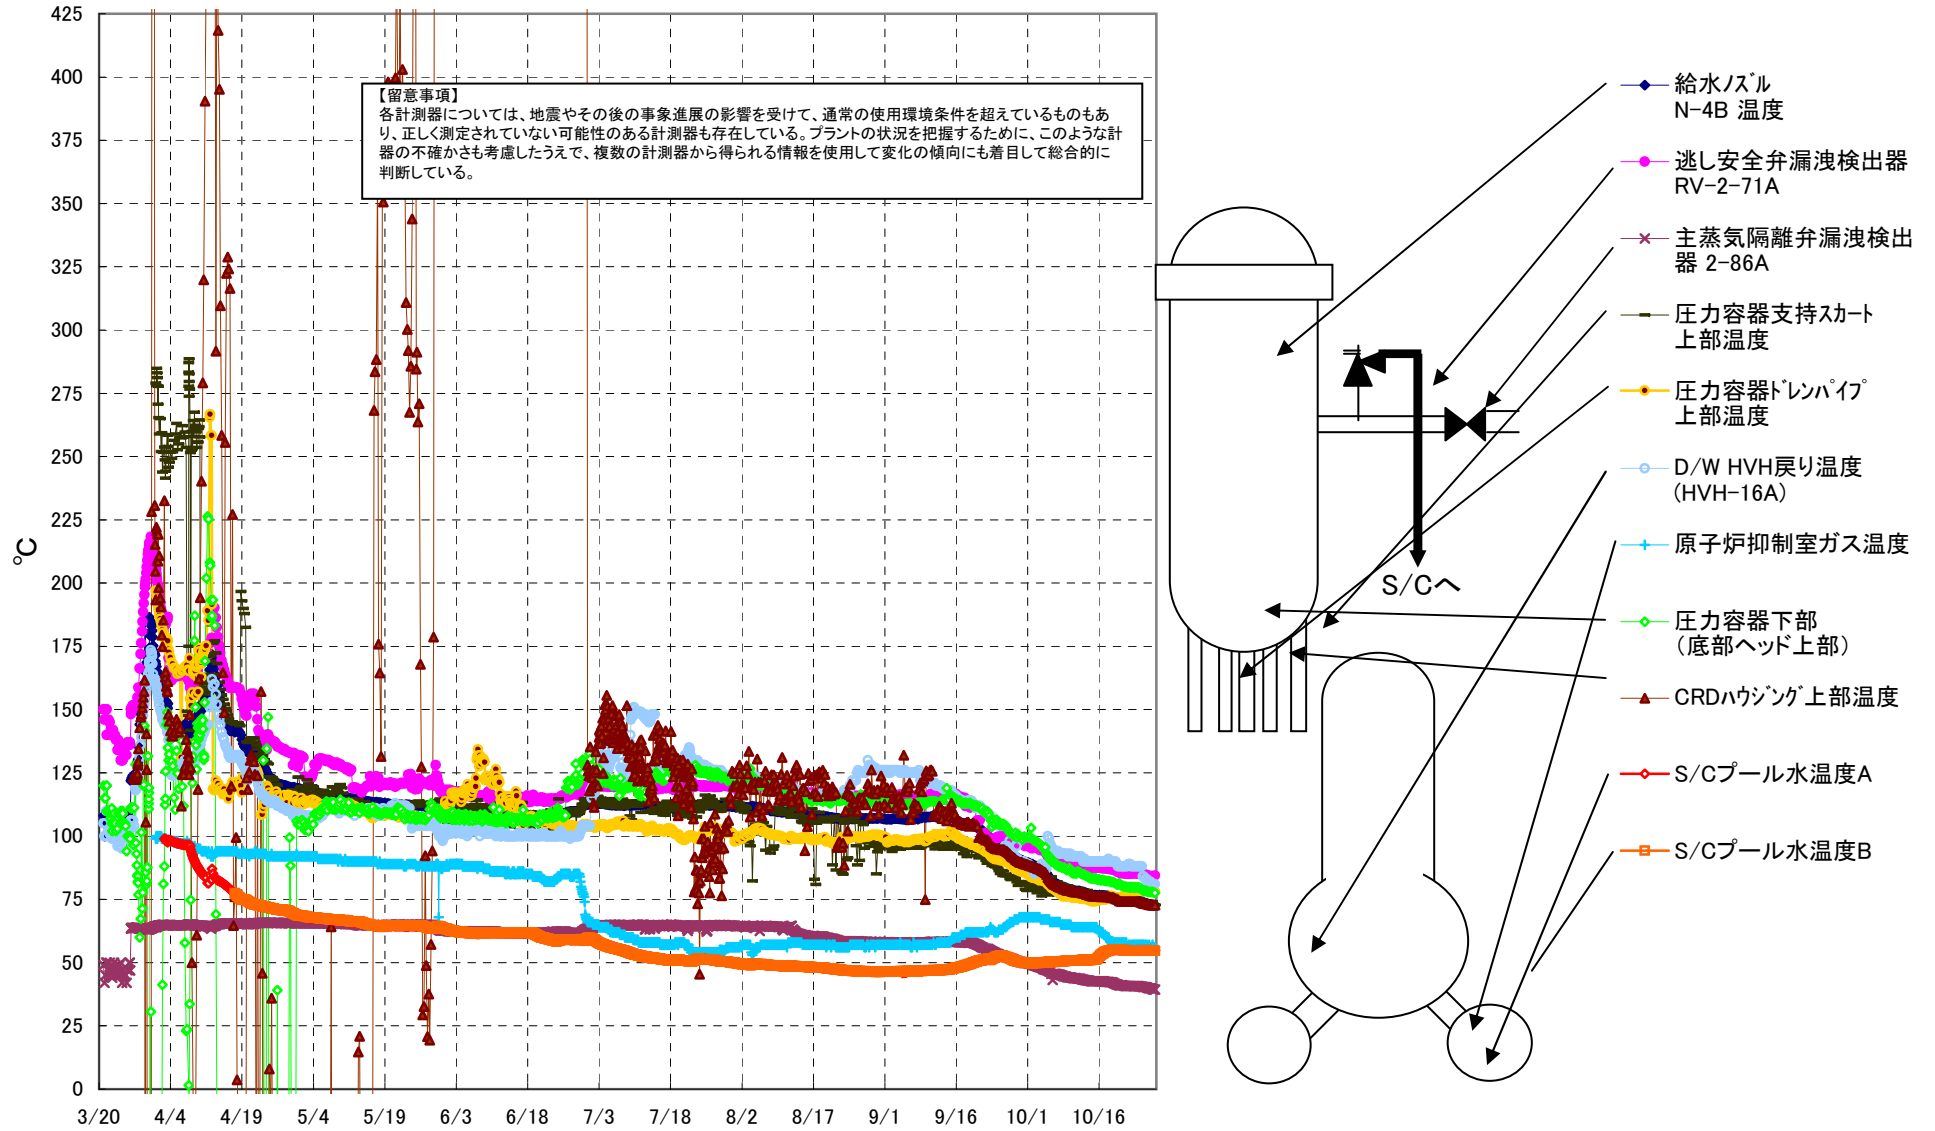 425
400
375
350
325
300
275
250
225
200
175
150
125
100
75
50
25
0
℃
3/20
4/4
4/19
5/4
5/19
6/3
6/18
7/3
7/18
8/2
8/17
9/1
9/16
10/1
10/16
【留意事項】
各計測器については、地震やその後の事象進展の影響を受けて、通常の使用環境条件を超えているものもあ
り、正しく測定されていない可能性のある計測器も存在している。プラントの状況を把握するために、このような計
器の不確かさも考慮したうえで、複数の計測器から得られる情報を使用して変化の傾向にも着目して総合的に
判断している。
S/Cへ
給水ﾉｽﾞﾙ
N-4B 温度
逃し安全弁漏洩検出器
RV-2-71A
主蒸気隔離弁漏洩検出
器 2-86A
圧力容器支持ｽｶｰﾄ
上部温度
圧力容器ﾄﾞﾚﾝﾊﾟｲﾌﾟ
上部温度
D/W HVH戻り温度
(HVH-16A)
原子炉抑制室ガス温度
圧力容器下部
（底部ヘッド上部）
CRDﾊｳｼﾞﾝｸﾞ上部温度
S/Cプール水温度A
S/Cプール水温度B